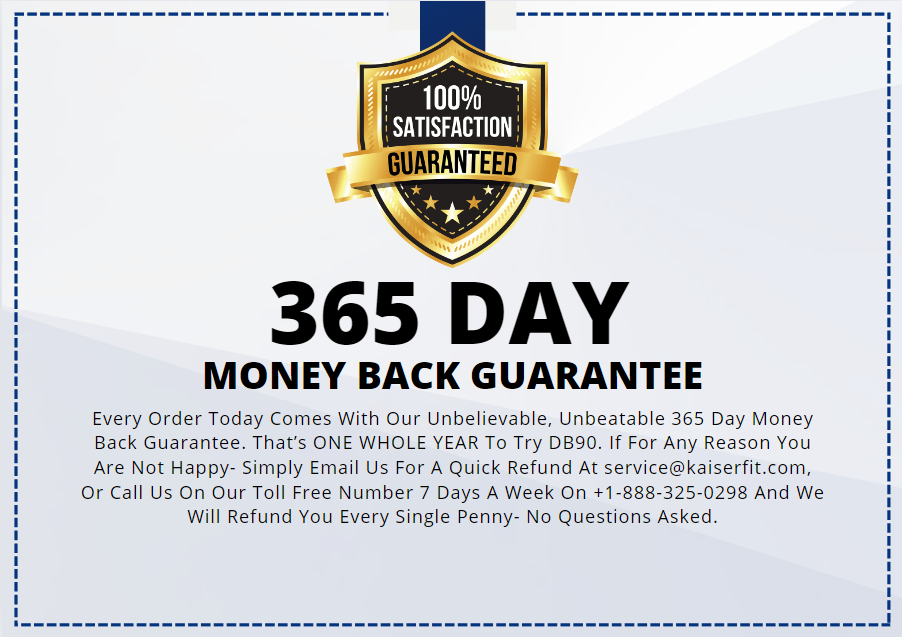 100%
SATISFACTION
GUARANTEED
365 DAY
MONEY BACK GUARANTEE
Every Order Today Comes With Our Unbelievable, Unbeatable 365 Day Money
Back Guarantee. That’s ONE WHOLE YEAR To Try DB90. If For Any Reason You
Are Not Happy- Simply Email Us For A Quick Refund At service@kaiserfit.com,
Or Call Us On Our Toll Free Number 7 Days A Week On +1-888-325-0298 And We
Will Refund You Every Single Penny- No Questions Asked.